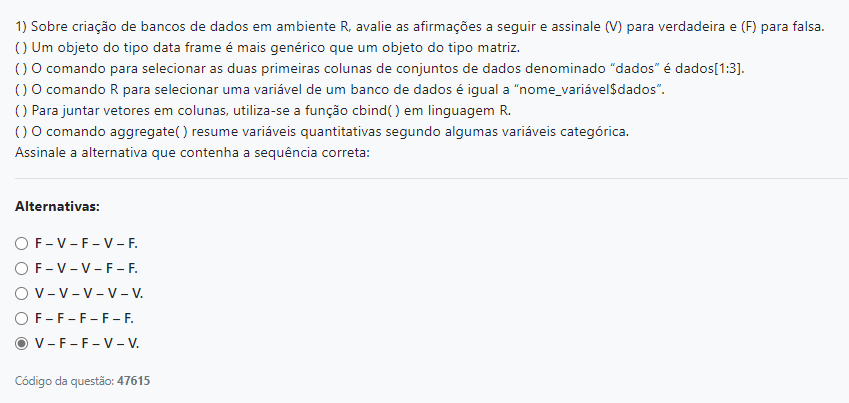 1) Sobre criação de bancos de dados em ambiente R, avalie as afirmações a seguir e assinale (V) para verdadeira e (F) para falsa.
( ) Um objeto do tipo data frame é mais genérico que um objeto do tipo matriz.
( ) O comando para selecionar as duas primeiras colunas de conjuntos de dados denominado “dados” é dados[1:3].
( ) O comando R para selecionar uma variável de um banco de dados é igual a “nome_variável$dados”.
( ) Para juntar vetores em colunas, utiliza-se a função cbind( ) em linguagem R.
( ) O comando aggregate( ) resume variáveis quantitativas segundo algumas variáveis categórica.
Assinale a alternativa que contenha a sequência correta:
Alternativas:
F – V – F – V – F.
F – V – V – F – F.
V – V – V – V – V.
F – F – F – F – F.
V – F – F – V – V.
Código da questão: 47615